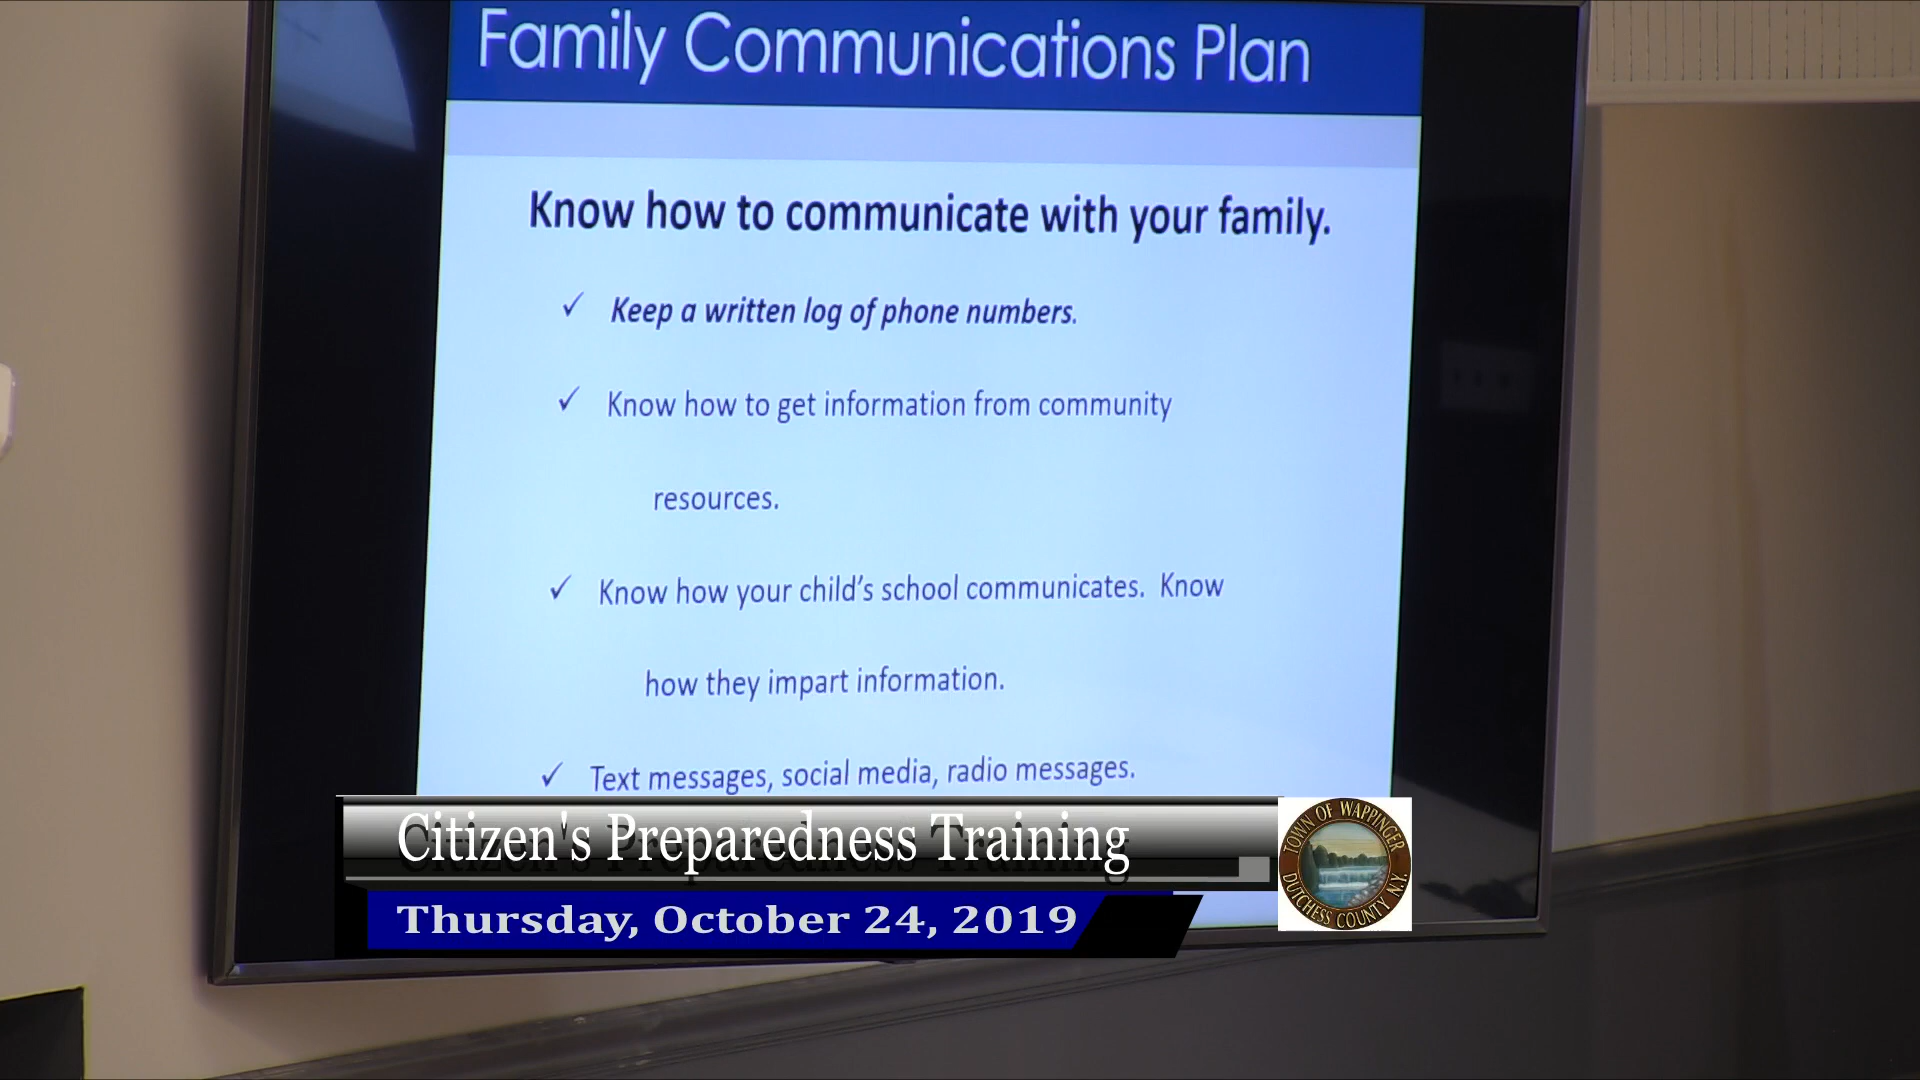 Family Communications Plan
Know how to communicate with your family.
✓ Keep a written log of phone numbers.
✓ Know how to get information from community
resources.
✓ Know how your child's school communicates.  Know
how they impart information.
✓ Text messages, social media, radio messages.
Citizen's Preparedness Training
Thursday, October 24, 2019
TOWN OF WAPPINGER
DUTCHESS COUNTY N.Y.